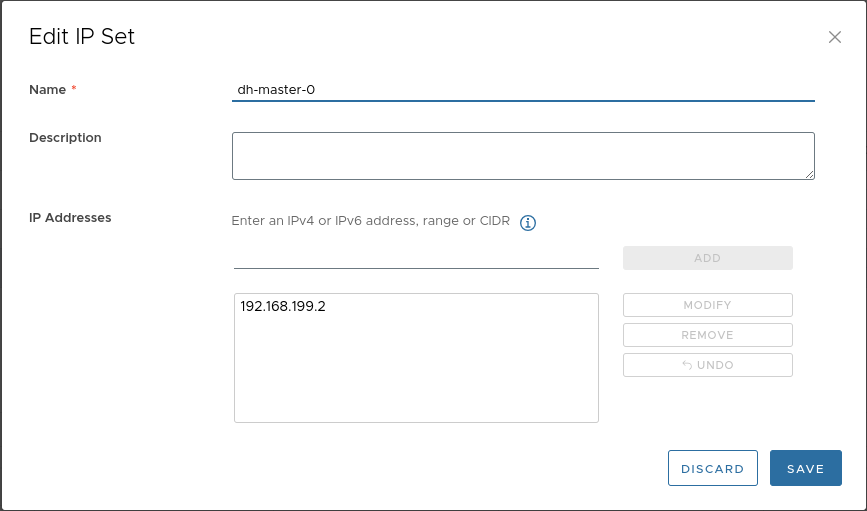 Edit IP Set
Name *
dh-master-0
Description
IP Addresses
Enter an IPv4 or IPv6 address, range or CIDR
ADD
192.168.199.2
MODIFY
REMOVE
UNDO
DISCARD
SAVE